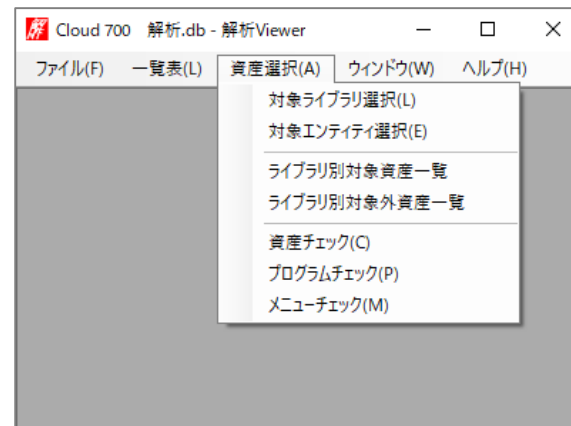 解 Cloud 700 解析.db - 解析Viewer
ファイル(F) 一覧表(L) 資産選択(A) ウィンドウ(W) ヘルプ(H)
対象ライブラリ選択(L)
対象エンティティ選択(E)
ライブラリ別対象資産一覧
ライブラリ別対象外資産一覧
資産チェック(C)
プログラムチェック(P)
メニューチェック(M)